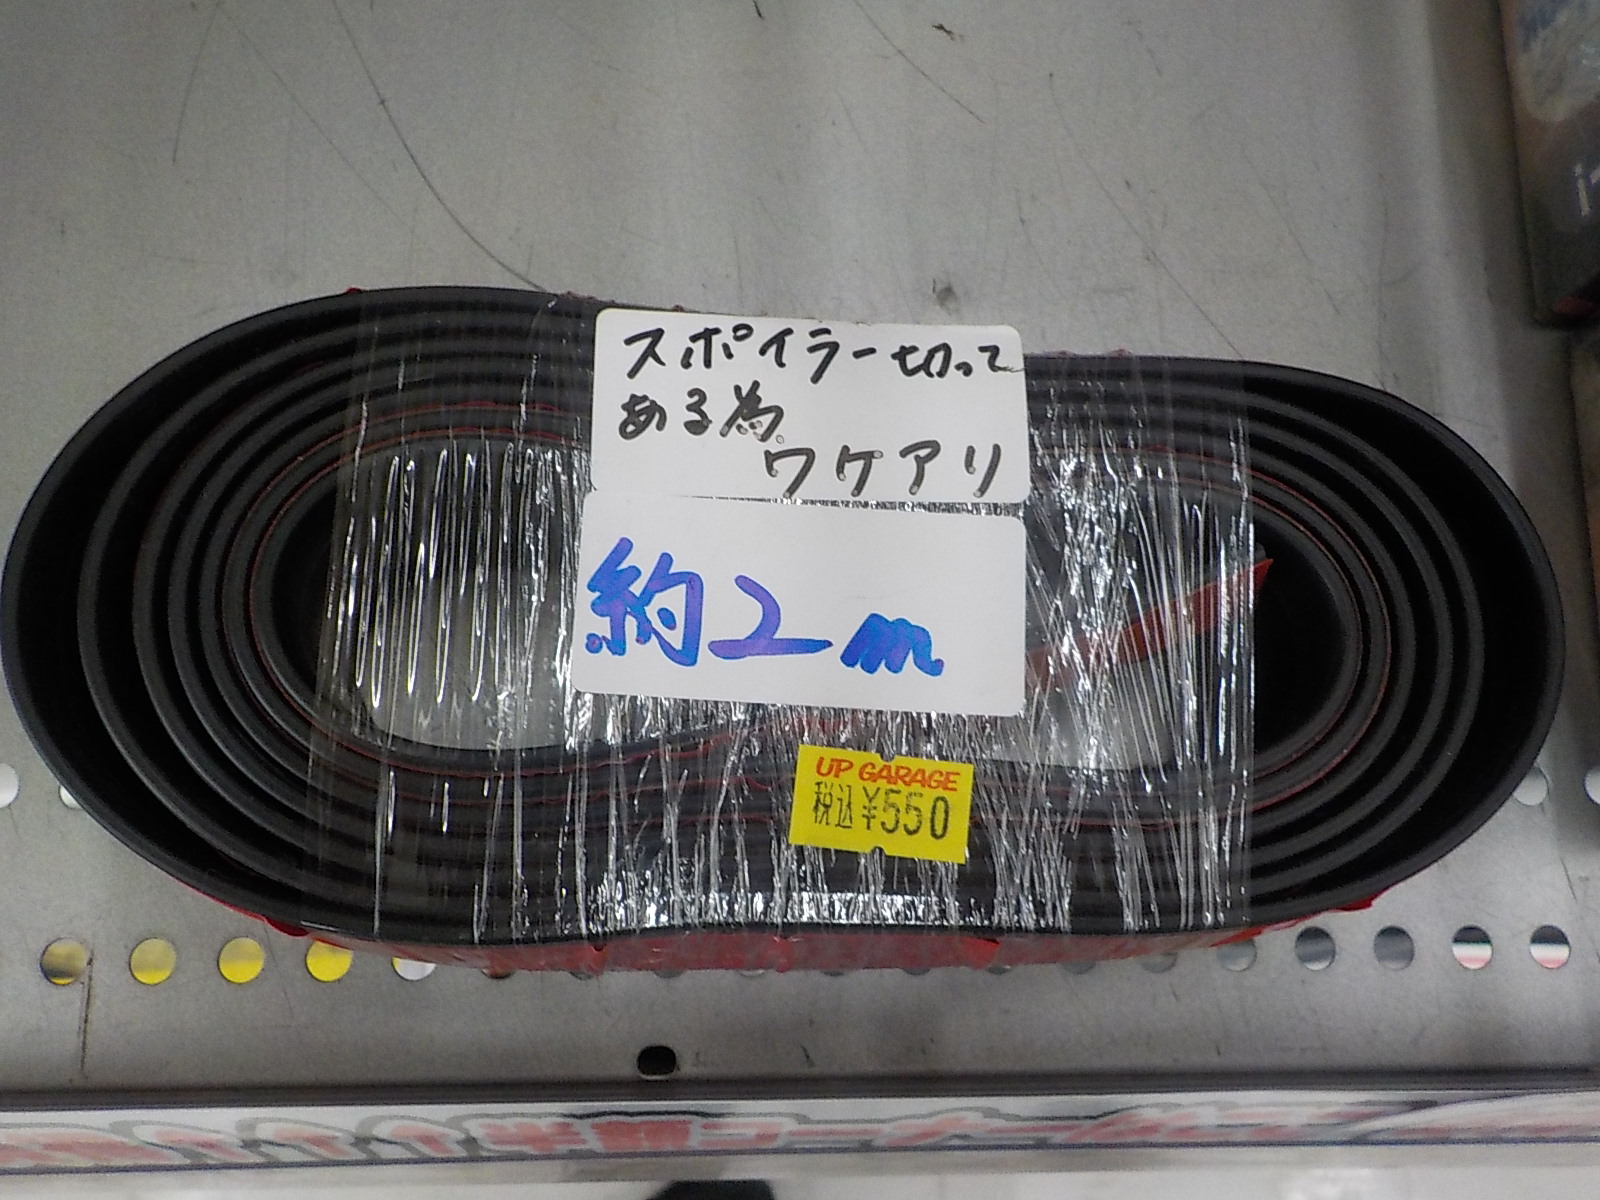 スポイラー切って
ある為
ワケアリ
約2m
UP GARAGE
税込¥550